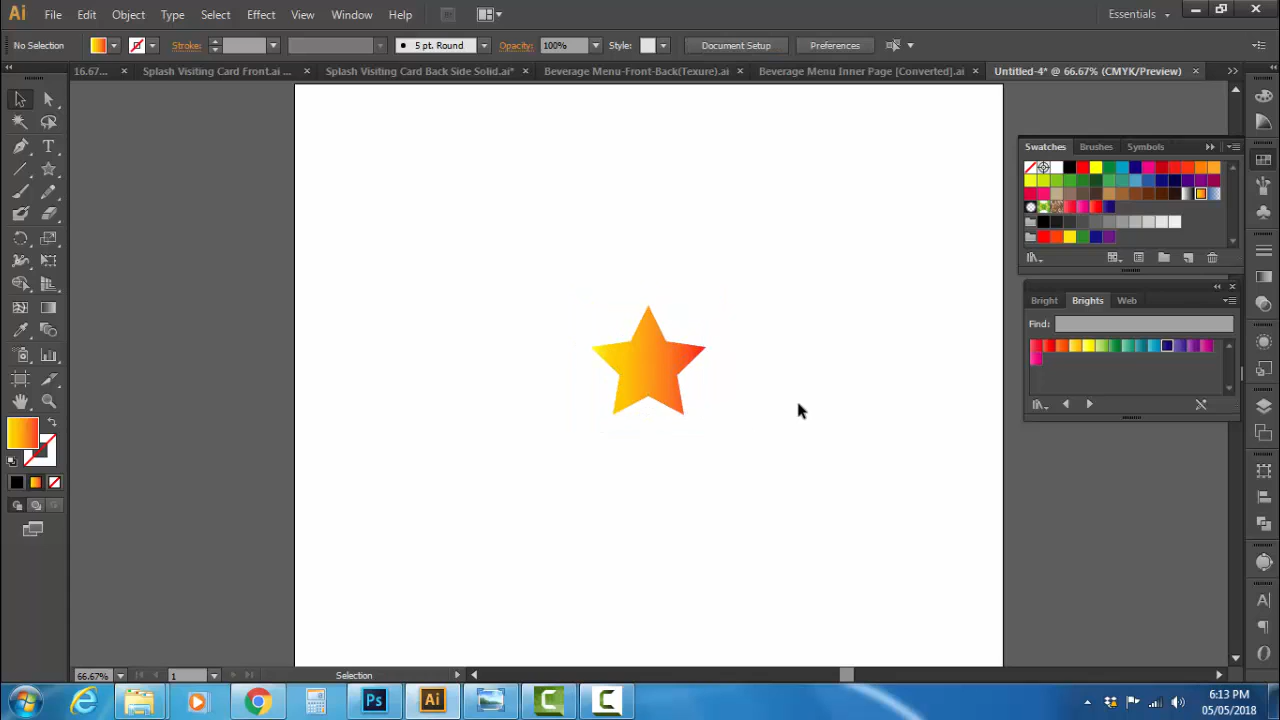 Ai File Edit Object Type Select Effect View Window Help Essentials
No Selection Stroke: 5 pt. Round Opacity: 100% Style: Document Setup Preferences
16.67... Splash Visiting Card Front.ai ... Splash Visiting Card Back Side Solid.ai* Beverage Menu-Front-Back(Texure).ai Beverage Menu Inner Page [Converted].ai Untitled-4* @ 66.67% (CMYK/Preview)
Swatches Brushes Symbols
Bright Brights Web
Find:
66.67% 1 Selection
Ps Ai
6:13 PM
05/05/2018